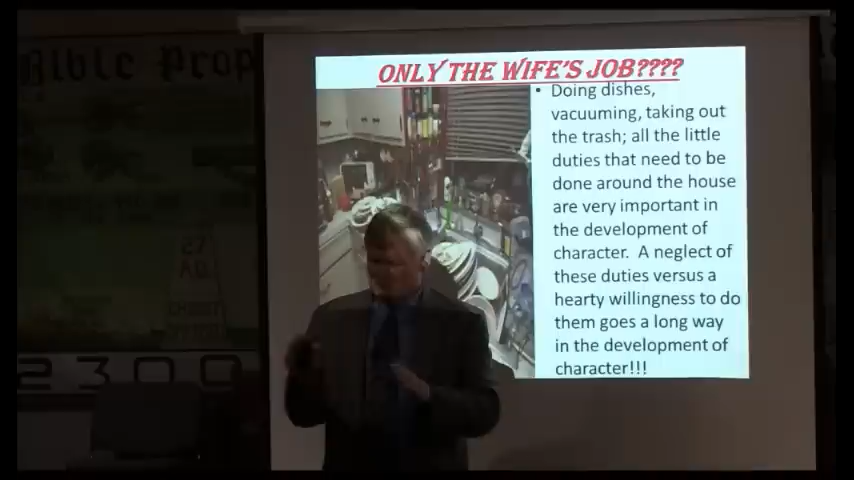 Bible Prop
ONLY THE WIFE'S JOB????
• Doing dishes,
vacuuming, taking out
the trash; all the little
duties that need to be
done around the house
are very important in
the development of
character. A neglect of
these duties versus a
hearty willingness to do
them goes a long way
in the development of
character!!!
27
A.D.
2300